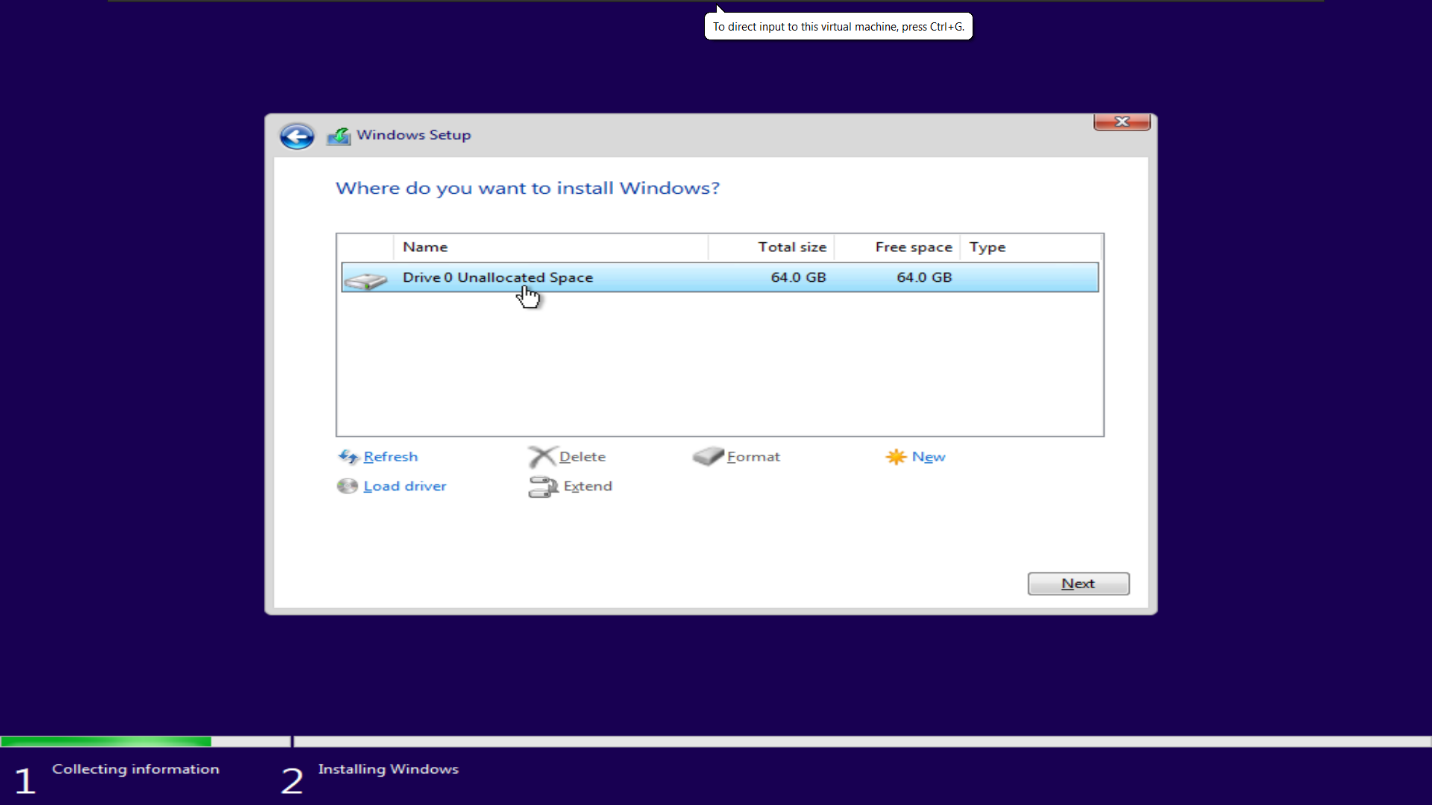 To direct input to this virtual machine, press Ctrl+G.
Windows Setup
Where do you want to install Windows?
Name Total size Free space Type
Drive 0 Unallocated Space 64.0 GB 64.0 GB
Refresh Delete Format New
Load driver Extend
Next
1 Collecting information 2 Installing Windows